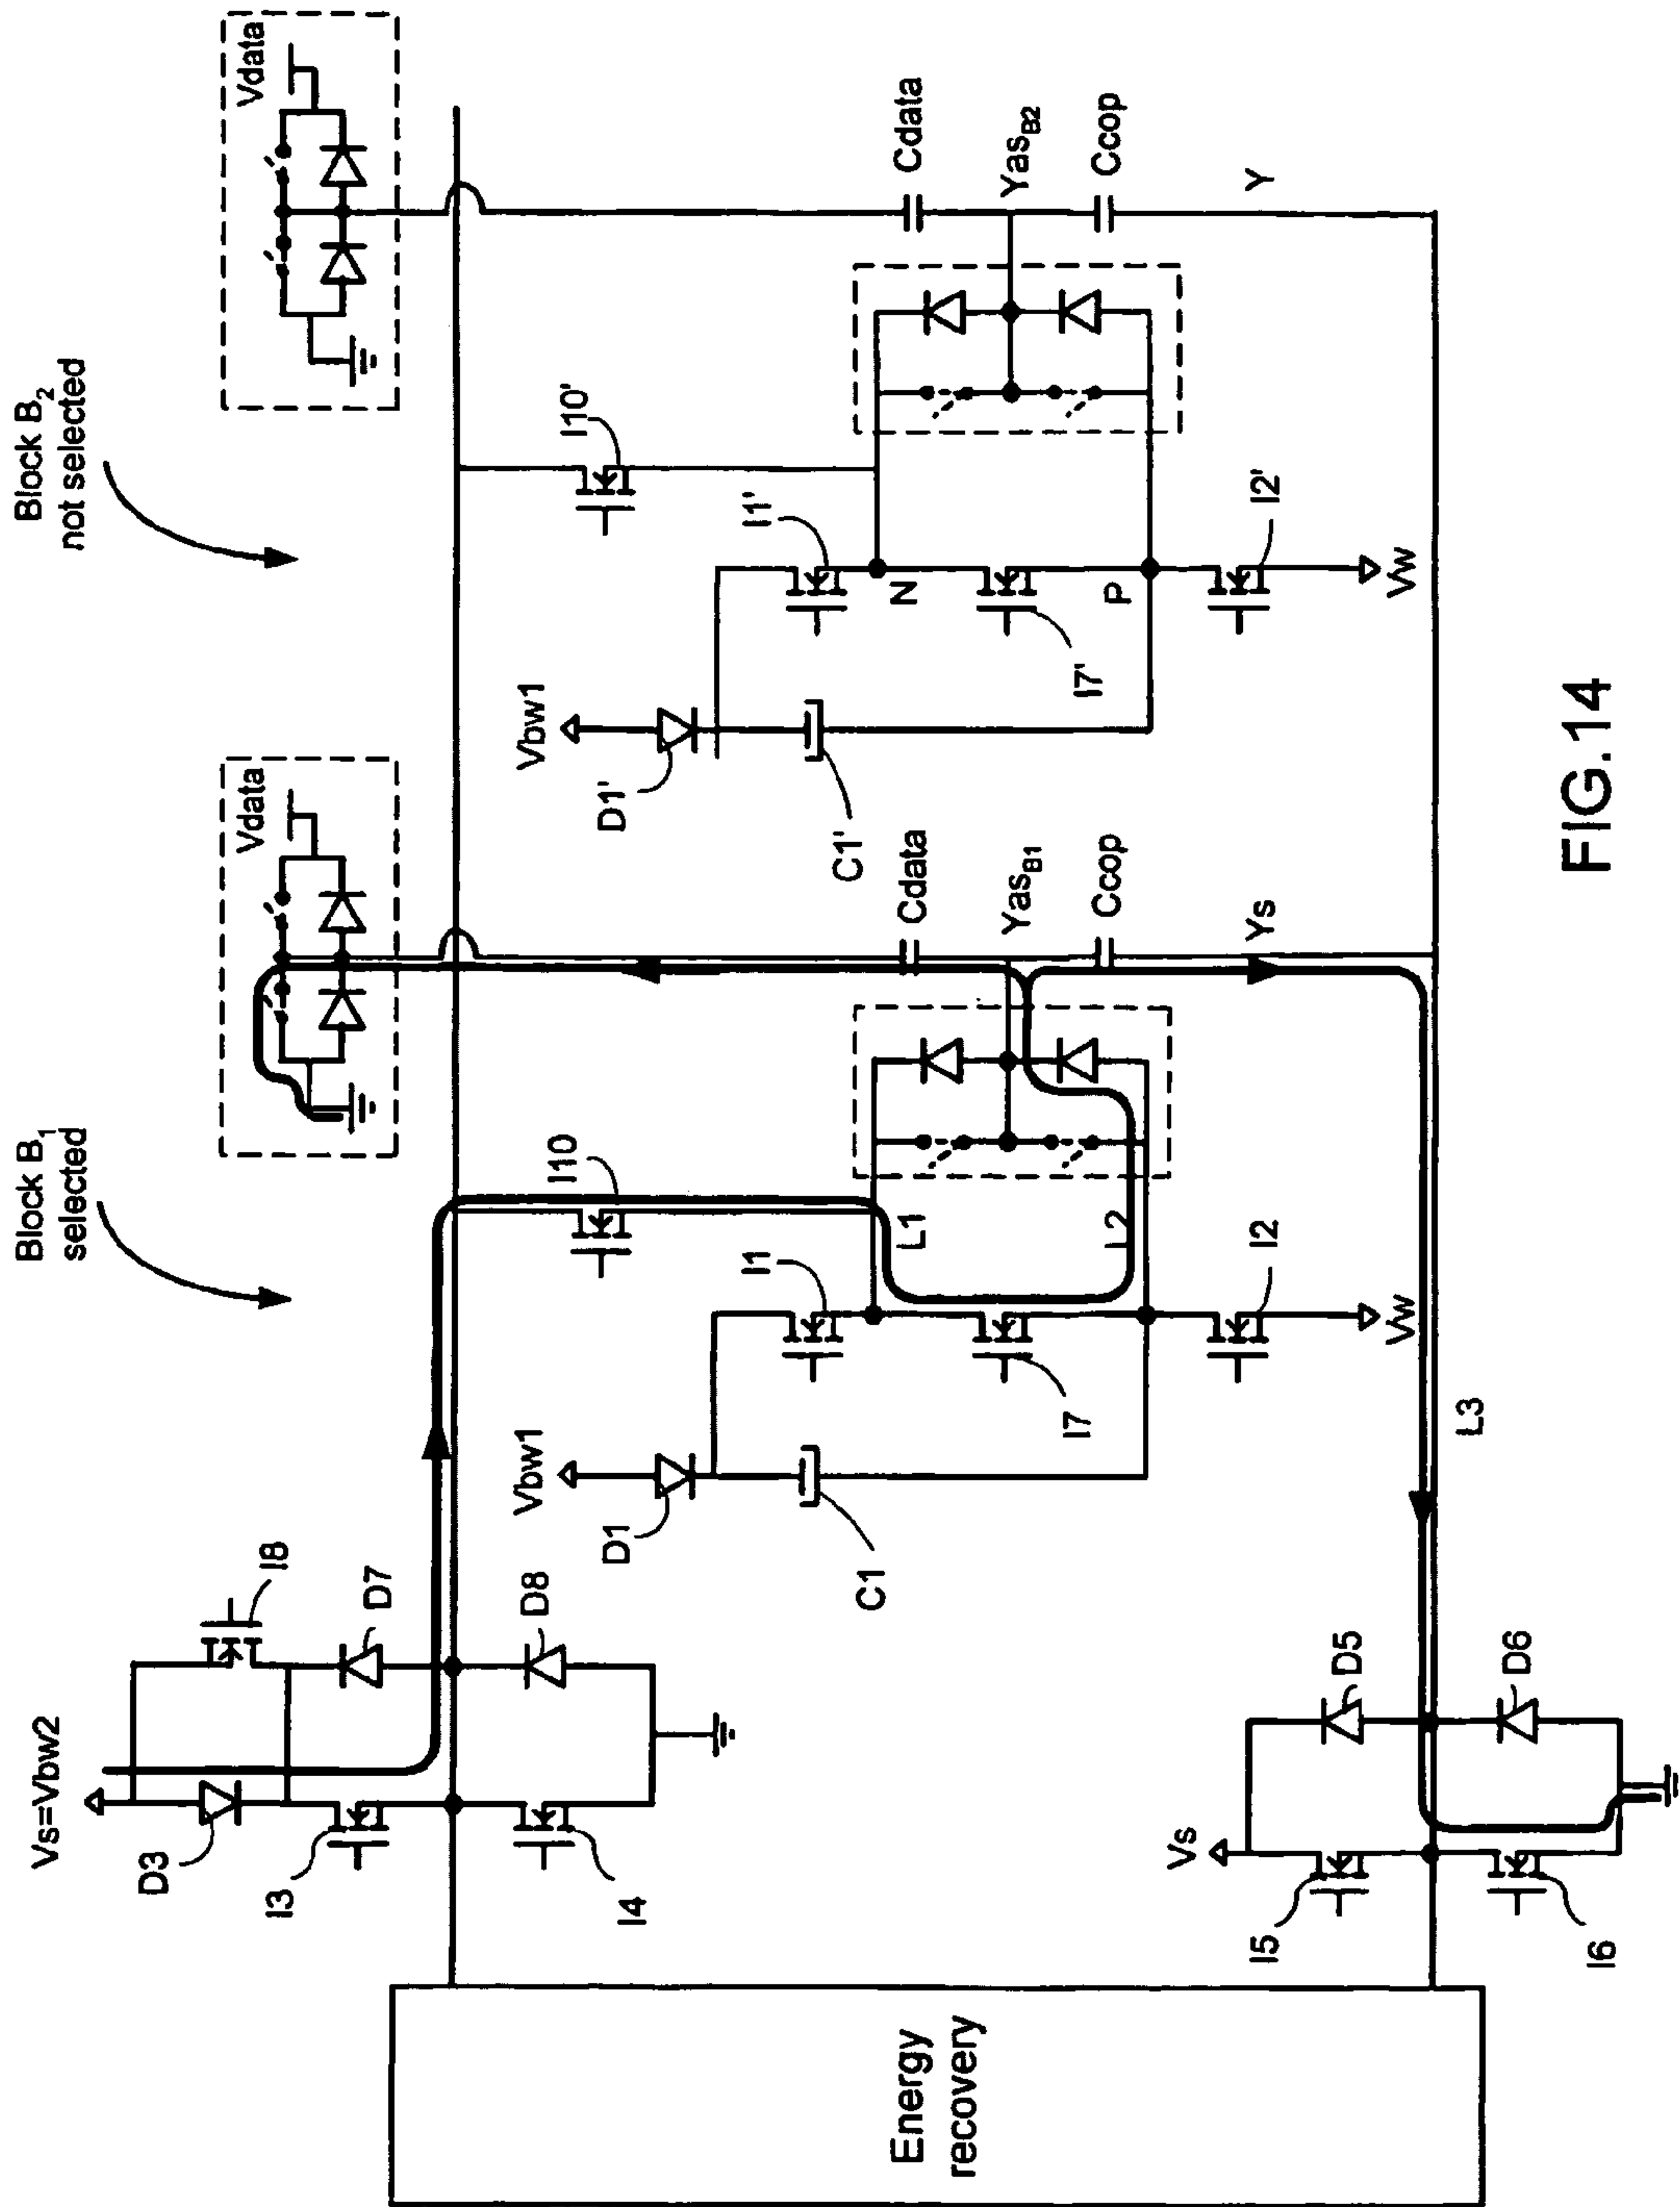 Block B₁
selected
Block B₂
not selected
Vs=Vbw2
D3
I3
I8
D7
D8
I4
Energy
recovery
Vs
I5
I6
D5
D6
L3
Vdata
I10
Vbw1
D1
C1
I1
L1
L2
I7
I2
Vw
Cdata
Yas_B1
Ccop
Ys
Vdata
I10'
Vbw1
D1'
C1'
I1'
N
P
I7'
I2'
Vw
Cdata
Yas_B2
Ccop
Y
FIG.14